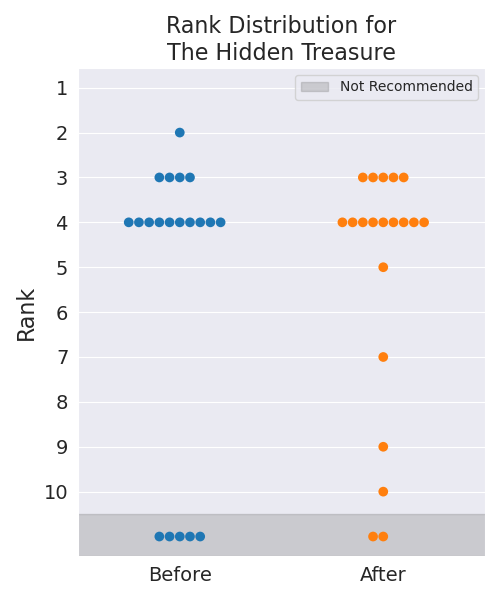 Rank Distribution for
The Hidden Treasure
Not Recommended
1
2
3
4
5
6
7
8
9
10
Rank
Before
After